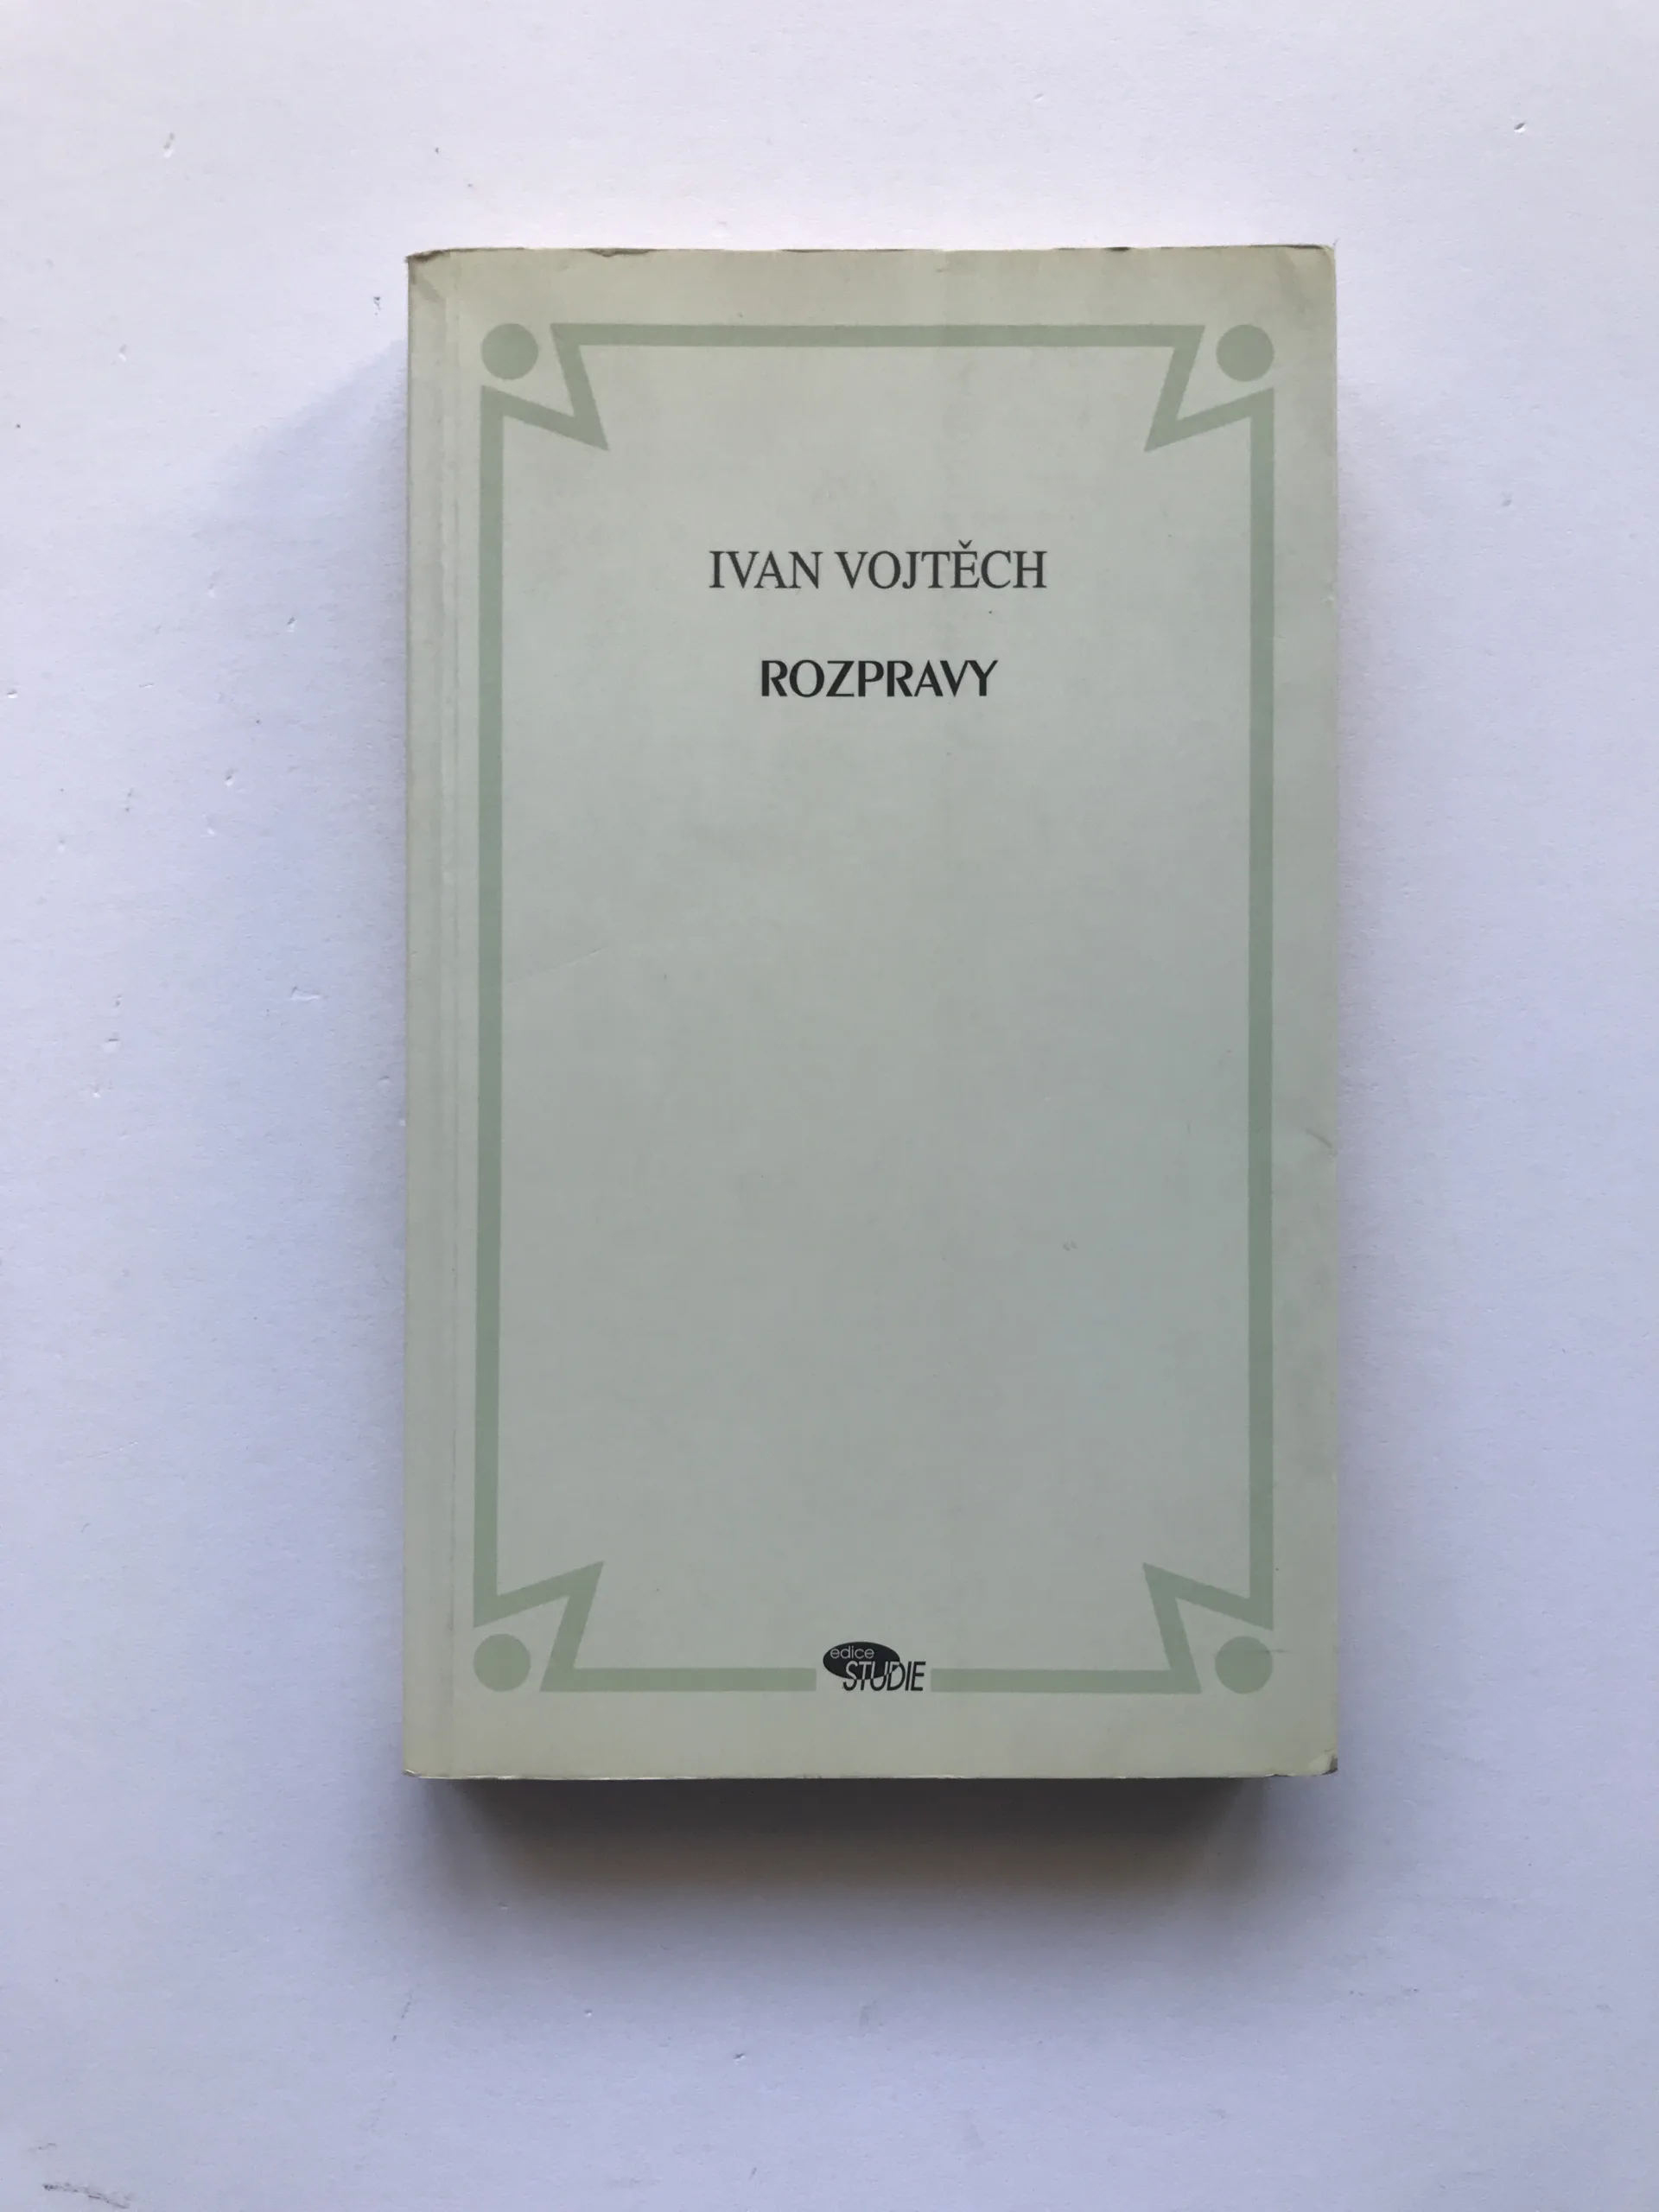 IVAN VOJTĚCH
ROZPRAVY
edice
STUDIE